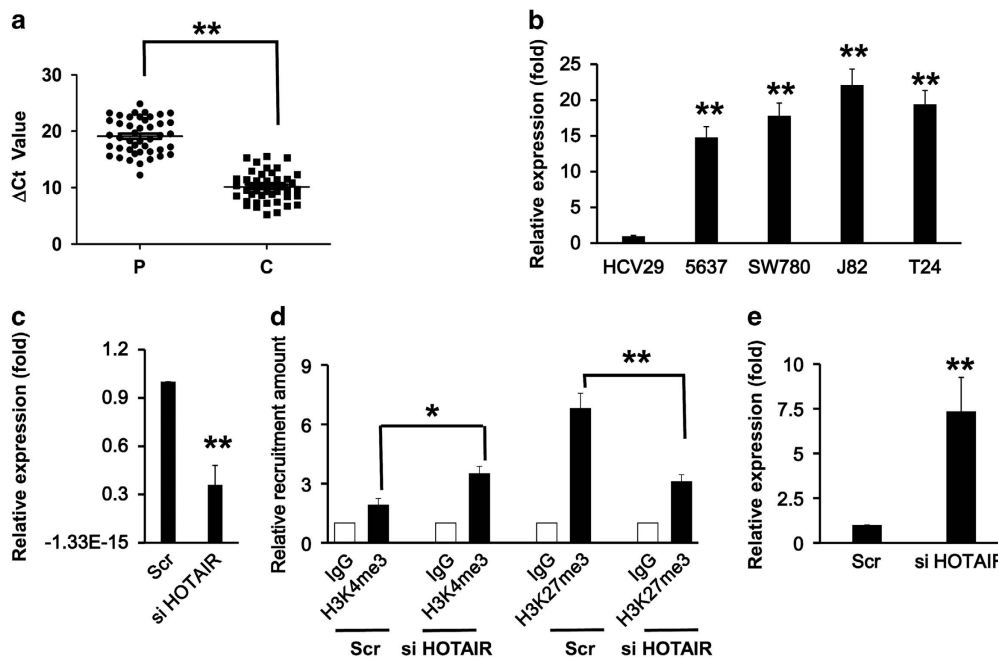 a
**
30
20
10
0
ΔCt Value
P
C
b
Relative expression (fold)
25
20
15
10
5
0
**
**
**
**
HCV29
5637
SW780
J82
T24
c
Relative expression (fold)
1.2
0.9
0.6
0.3
-1.33E-15
**
Scr
si HOTAIR
d
Relative recruitment amount
9
6
3
0
*
**
IgG
H3K4me3
IgG
H3K4me3
IgG
H3K27me3
IgG
H3K27me3
Scr
si HOTAIR
Scr
si HOTAIR
e
Relative expression (fold)
10
7.5
5
2.5
0
**
Scr
si HOTAIR